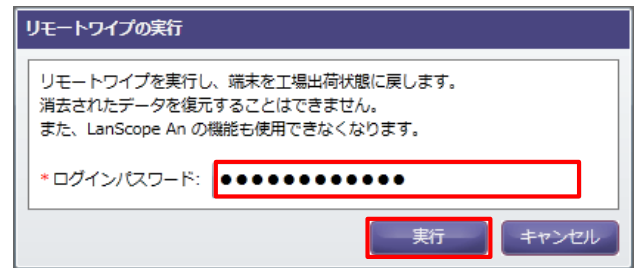 リモートワイプの実行
リモートワイプを実行し、端末を工場出荷状態に戻します。
消去されたデータを復元することはできません。
また、LanScope An の機能も使用できなくなります。
*ログインパスワード: ●●●●●●●●●●●●
実行 キャンセル